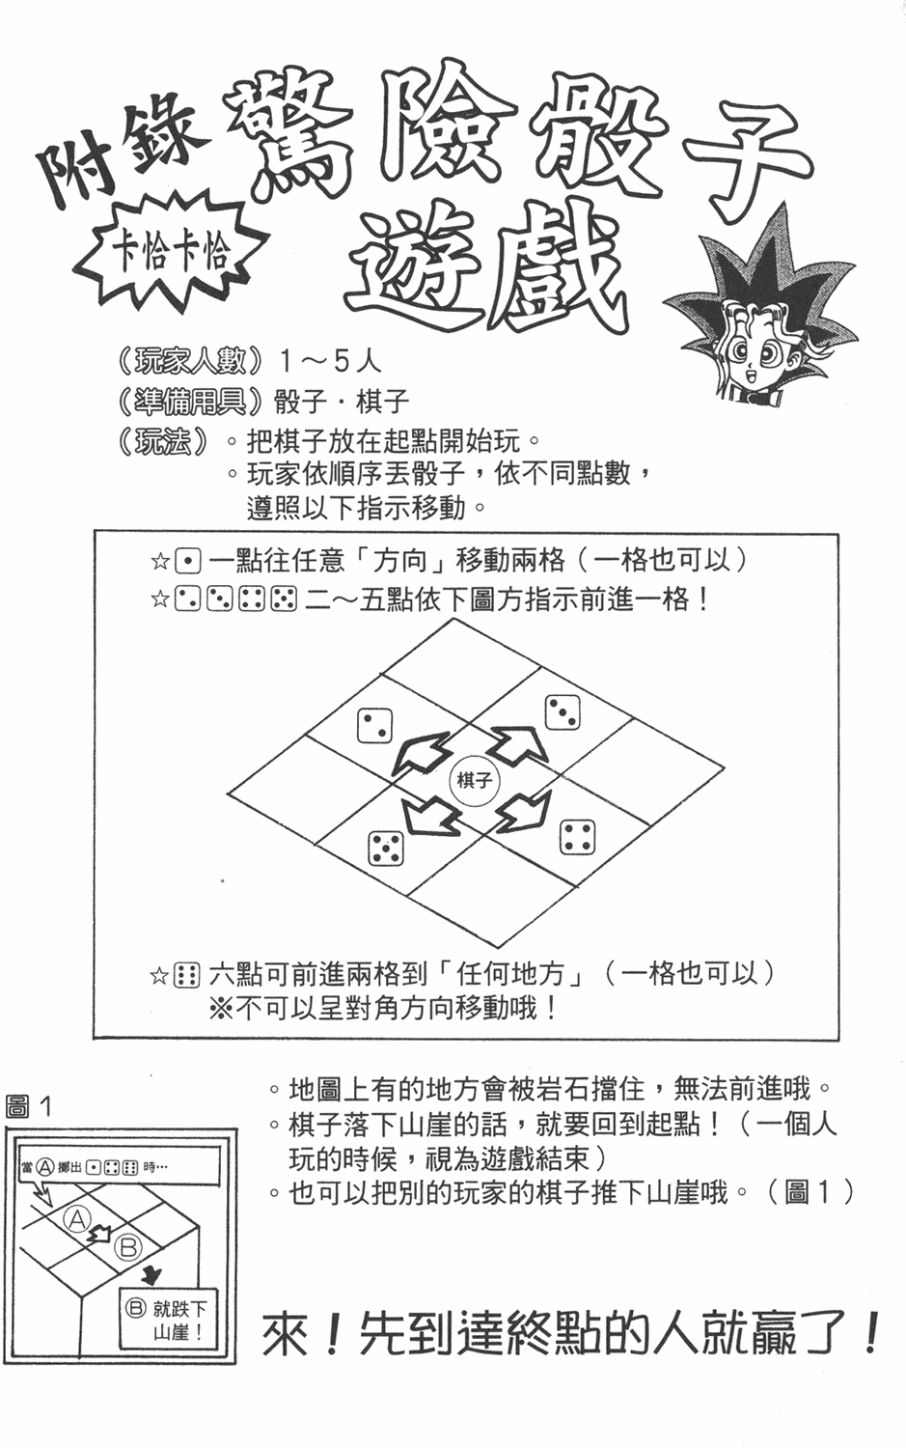 附錄 驚險骰子
遊戲
卡恰卡恰
（玩家人數）1～5人
（準備用具）骰子・棋子
（玩法）。把棋子放在起點開始玩。
。玩家依順序丟骰子，依不同點數，
遵照以下指示移動。
☆⚀一點往任意「方向」移動兩格（一格也可以）
☆⚁⚂⚃⚄二～五點依下圖方指示前進一格！
棋子
☆⚅六點可前進兩格到「任何地方」（一格也可以）
※不可以呈對角方向移動哦！
。地圖上有的地方會被岩石擋住，無法前進哦。
。棋子落下山崖的話，就要回到起點！（一個人
玩的時候，視為遊戲結束）
。也可以把別的玩家的棋子推下山崖哦。（圖1）
圖1
當Ⓐ擲出⚀⚃⚅時⋯
Ⓐ
Ⓑ
Ⓑ就跌下
山崖！
來！先到達終點的人就贏了！